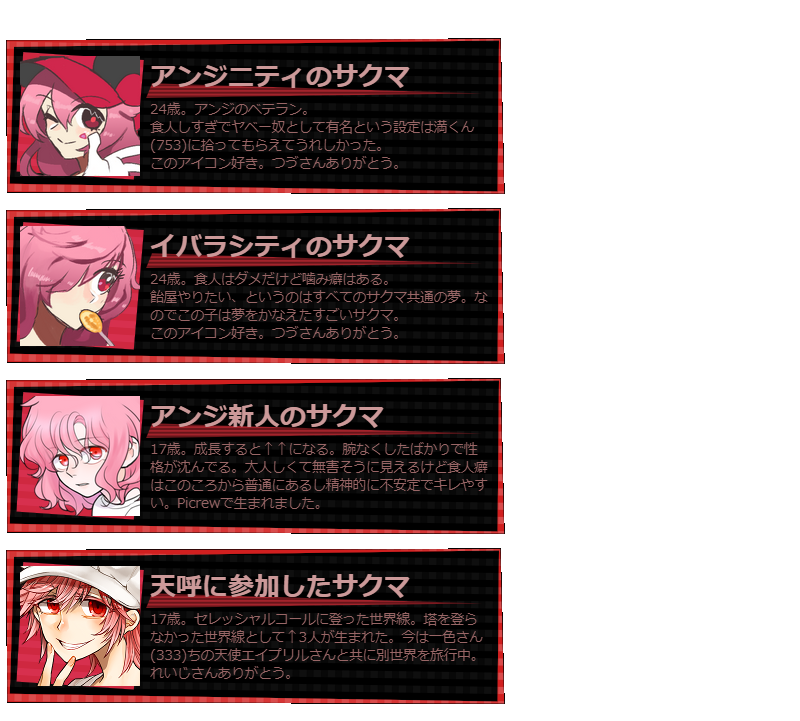 アンジニティのサクマ
24歳。アンジのベテラン。
食人しすぎでヤベー奴として有名という設定は満くん
(753)に拾ってもらえてうれしかった。
このアイコン好き。つづさんありがとう。
イバラシティのサクマ
24歳。食人はダメだけど噛み癖はある。
飴屋やりたい、というのはすべてのサクマ共通の夢。な
のでこの子は夢をかなえたすごいサクマ。
このアイコン好き。つづさんありがとう。
アンジ新人のサクマ
17歳。成長すると↑↑になる。腕なくしたばかりで性
格が沈んでる。大人しくて無害そうに見えるけど食人癖
はこのころから普通にあるし精神的に不安定でキレやす
い。Picrewで生まれました。
天呼に参加したサクマ
17歳。セレッシャルコールに登った世界線。塔を登ら
なかった世界線として↑3人が生まれた。今は一色さん
(333)ちの天使エイプリルさんと共に別世界を旅行中。
れいじさんありがとう。